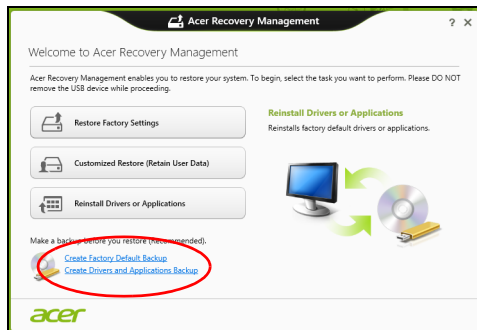 Acer Recovery Management
? ×
Welcome to Acer Recovery Management
Acer Recovery Management enables you to restore your system. To begin, select the task you want to perform. Please DO NOT
remove the USB device while proceeding.
Restore Factory Settings
Customized Restore (Retain User Data)
Reinstall Drivers or Applications
Reinstall Drivers or Applications
Reinstalls factory default drivers or applications.
Make a backup before you restore (Recommended).
Create Factory Default Backup
Create Drivers and Applications Backup
acer